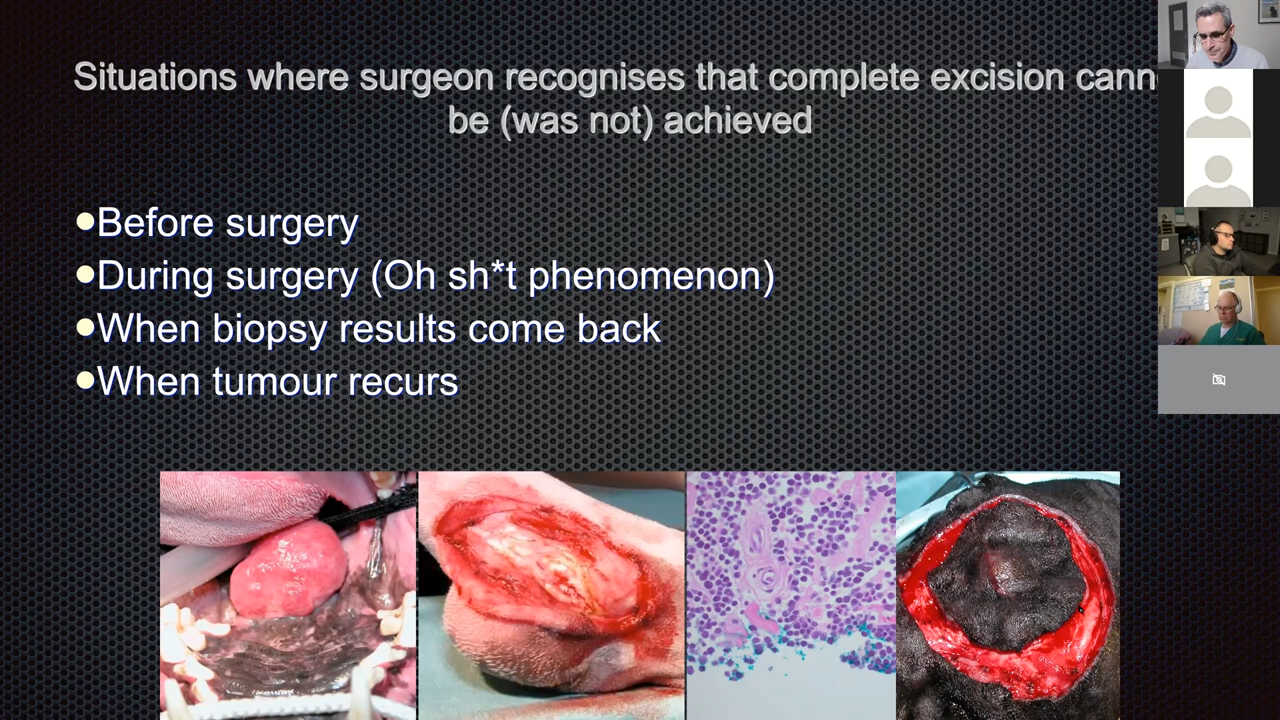 Situations where surgeon recognises that complete excision cann
be (was not) achieved
●Before surgery
●During surgery (Oh sh*t phenomenon)
●When biopsy results come back
●When tumour recurs